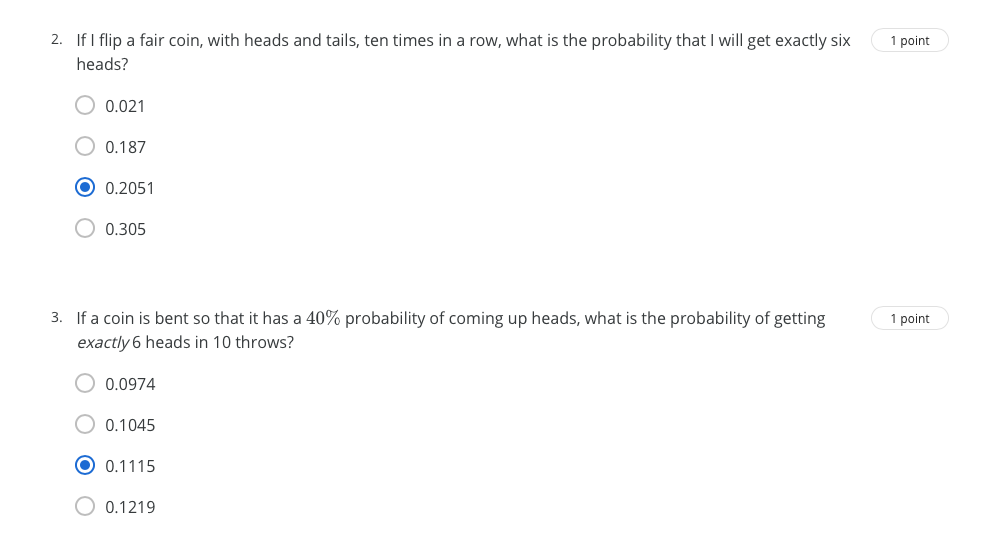 2. If I flip a fair coin, with heads and tails, ten times in a row, what is the probability that I will get exactly six 1 point
heads?
0.021
0.187
0.2051
0.305
3. If a coin is bent so that it has a 40% probability of coming up heads, what is the probability of getting 1 point
exactly 6 heads in 10 throws?
0.0974
0.1045
0.1115
0.1219